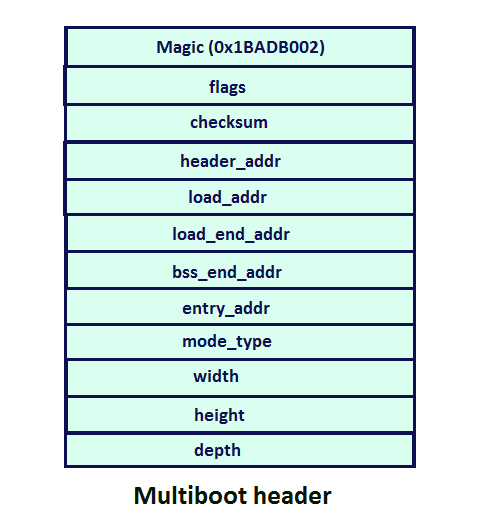 Magic (0x1BADB002)
flags
checksum
header_addr
load_addr
load_end_addr
bss_end_addr
entry_addr
mode_type
width
height
depth
Multiboot header